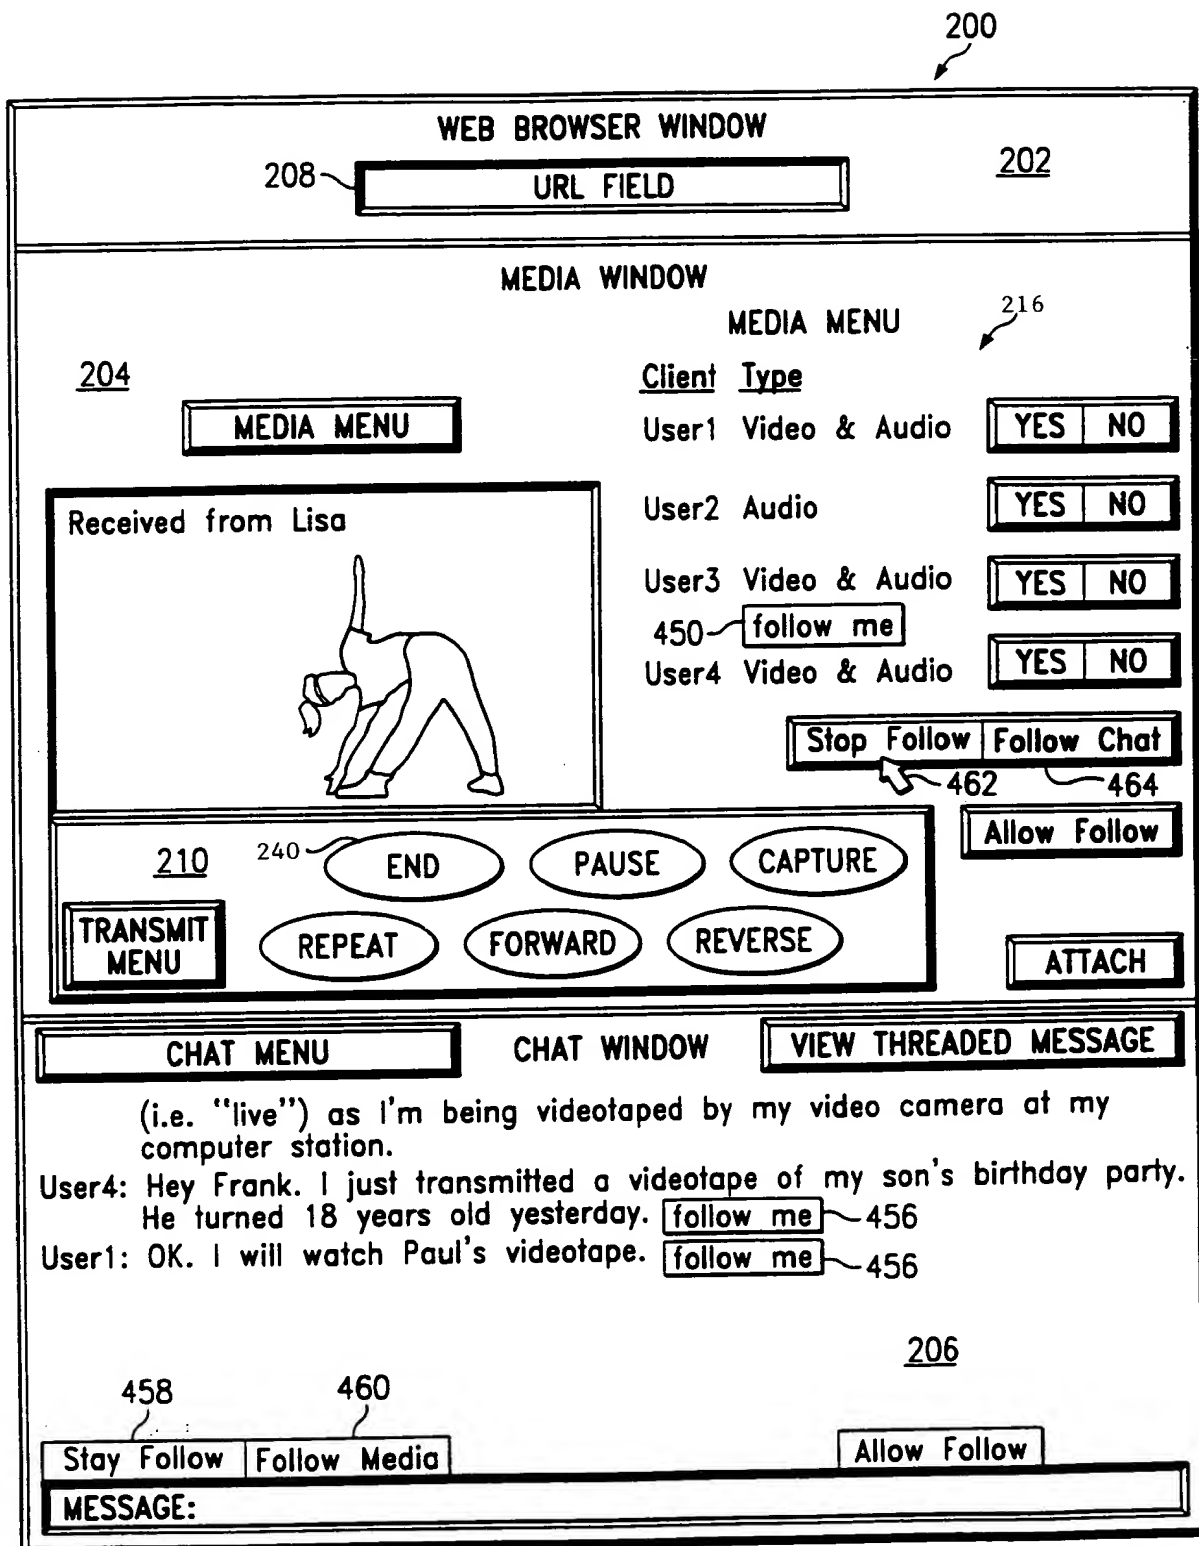 200
WEB BROWSER WINDOW
208
URL FIELD
202
MEDIA WINDOW
MEDIA MENU
216
204
Client Type
MEDIA MENU
User1 Video & Audio YES NO
User2 Audio YES NO
Received from Lisa
User3 Video & Audio YES NO
450 follow me
User4 Video & Audio YES NO
Stop Follow Follow Chat
462 464
Allow Follow
210
240
END PAUSE CAPTURE
TRANSMIT
MENU
REPEAT FORWARD REVERSE
ATTACH
CHAT MENU CHAT WINDOW VIEW THREADED MESSAGE
(i.e. "live") as I'm being videotaped by my video camera at my
computer station.
User4: Hey Frank. I just transmitted a videotape of my son's birthday party.
He turned 18 years old yesterday. follow me 456
User1: OK. I will watch Paul's videotape. follow me 456
206
458 460
Stay Follow Follow Media Allow Follow
MESSAGE: